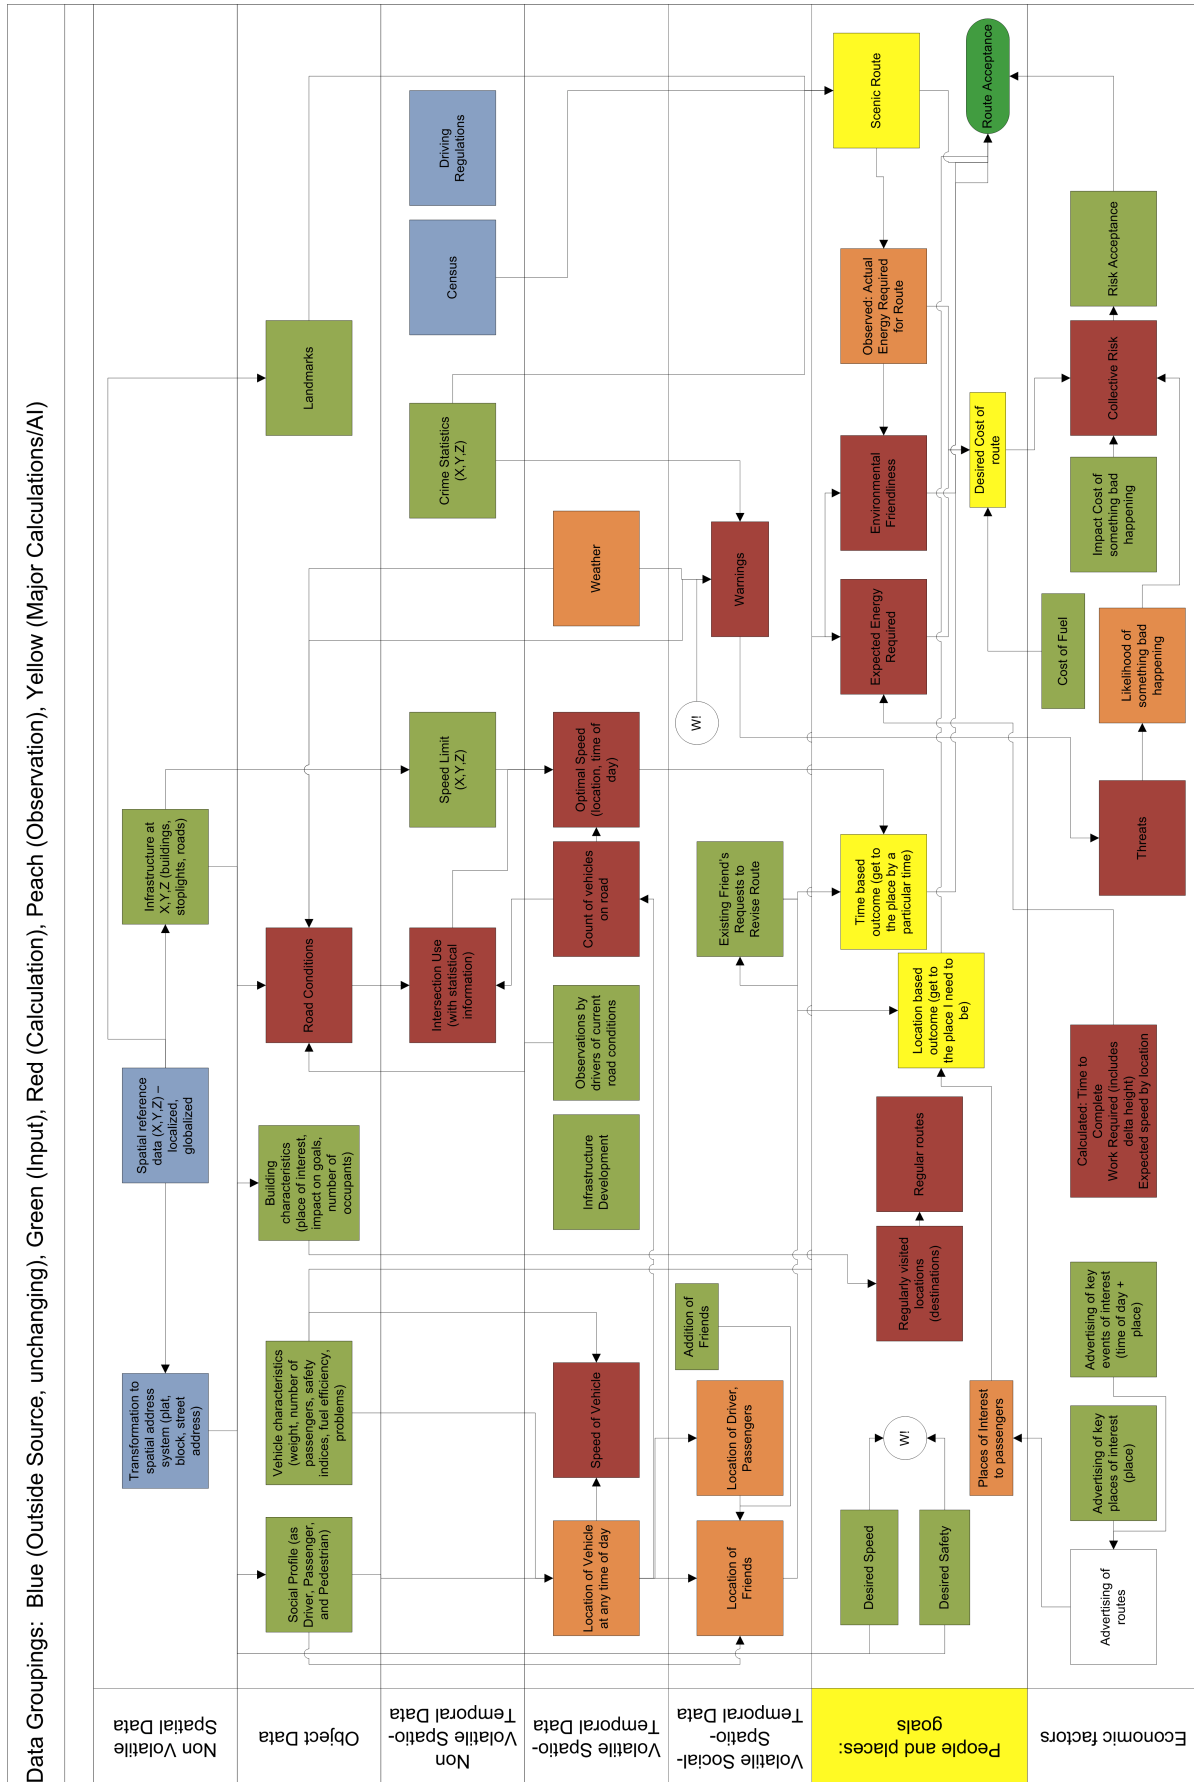 Data Groupings:  Blue (Outside Source, unchanging), Green (Input), Red (Calculation), Peach (Observation), Yellow (Major Calculations/AI)
Non Volatile
Spatial Data
Transformation to
spatial address
system (plat,
block, street
address)
Spatial reference
data (X,Y,Z) –
localized,
globalized
Infrastructure at
X,Y,Z (buildings,
stoplights, roads)
Object Data
Social Profile (as
Driver, Passenger,
and Pedestrian)
Vehicle characteristics
(weight, number of
passengers, safety
indices, fuel efficiency,
problems)
Building
characteristics
(place of interest,
impact on goals,
number of
occupants)
Road Conditions
Landmarks
Non
Volatile Spatio-
Temporal Data
Intersection Use
(with statistical
information)
Speed Limit
(X,Y,Z)
Crime Statistics
(X,Y,Z)
Census
Driving
Regulations
Volatile Spatio-
Temporal Data
Location of Vehicle
at any time of day
Speed of Vehicle
Infrastructure
Development
Observations by
drivers of current
road conditions
Count of vehicles
on road
Optimal Speed
(location, time of
day)
Weather
Volatile Social-
Spatio-
Temporal Data
Location of
Friends
Location of Driver,
Passengers
Addition of
Friends
Existing Friend's
Requests to
Revise Route
W!
Warnings
People and places:
goals
Desired Speed
Desired Safety
W!
Places of Interest
to passengers
Regularly visited
locations
(destinations)
Regular routes
Location based
outcome (get to
the place I need to
be)
Time based
outcome (get to
the place by a
particular time)
Expected Energy
Required
Environmental
Friendliness
Observed: Actual
Energy Required
for Route
Desired Cost of
route
Scenic Route
Route Acceptance
Economic factors
Advertising of
routes
Advertising of key
places of interest
(place)
Advertising of key
events of interest
(time of day +
place)
Calculated: Time to
Complete
Work Required (includes
delta height)
Expected speed by location
Threats
Likelihood of
something bad
happening
Cost of Fuel
Impact Cost of
something bad
happening
Collective Risk
Risk Acceptance